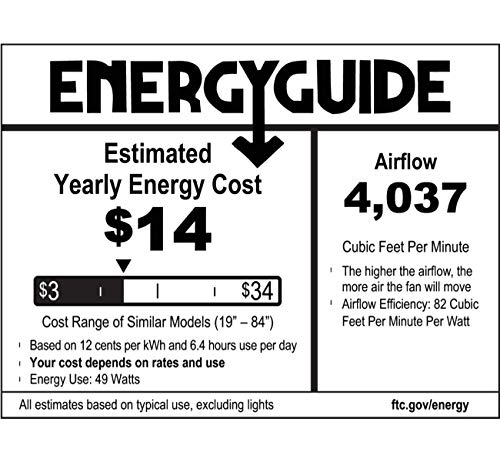 ENERGYGUIDE
Estimated
Yearly Energy Cost
$14
$3 $34
Cost Range of Similar Models (19” – 84”)
Based on 12 cents per kWh and 6.4 hours use per day
Your cost depends on rates and use
Energy Use: 49 Watts
Airflow
4,037
Cubic Feet Per Minute
The higher the airflow, the
more air the fan will move
Airflow Efficiency: 82 Cubic
Feet Per Minute Per Watt
All estimates based on typical use, excluding lights
ftc.gov/energy